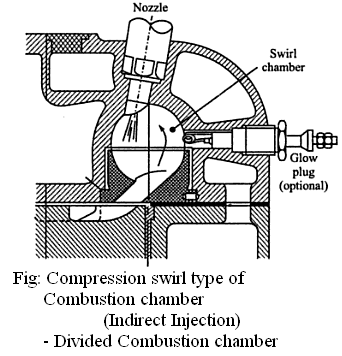 Nozzle
Swirl
chamber
Glow
plug
(optional)
Fig: Compression swirl type of
Combustion chamber
(Indirect Injection)
- Divided Combustion chamber